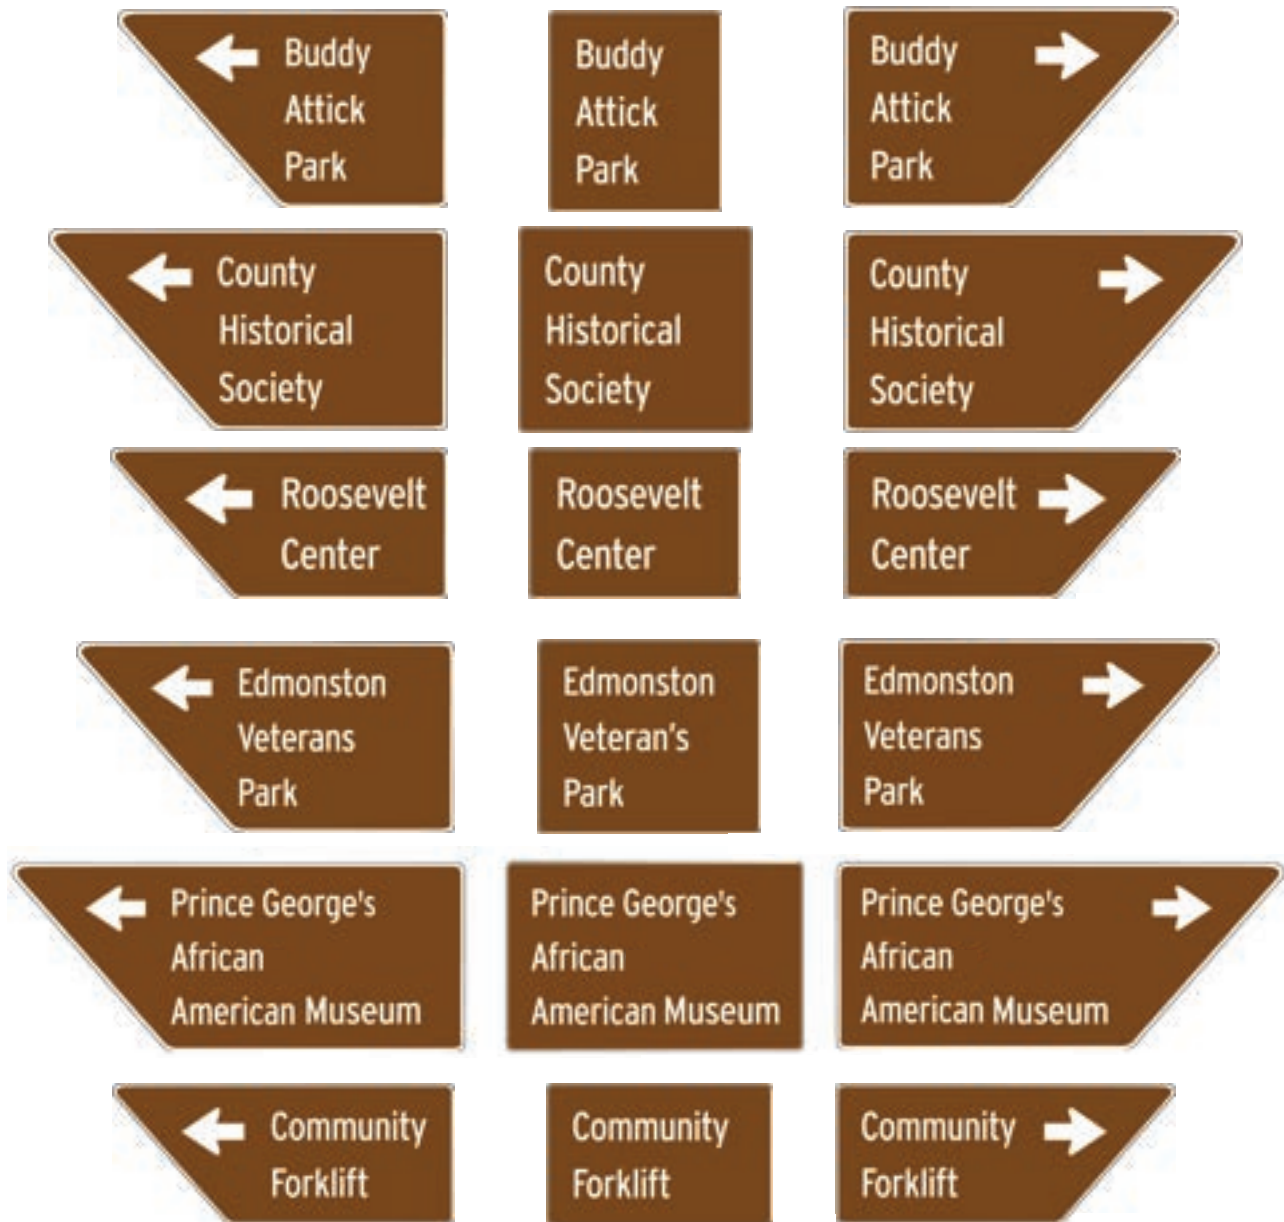 Buddy
Attick
Park
Buddy
Attick
Park
Buddy
Attick
Park
County
Historical
Society
County
Historical
Society
County
Historical
Society
Roosevelt
Center
Roosevelt
Center
Roosevelt
Center
Edmonston
Veterans
Park
Edmonston
Veteran's
Park
Edmonston
Veterans
Park
Prince George's
African
American Museum
Prince George's
African
American Museum
Prince George's
African
American Museum
Community
Forklift
Community
Forklift
Community
Forklift